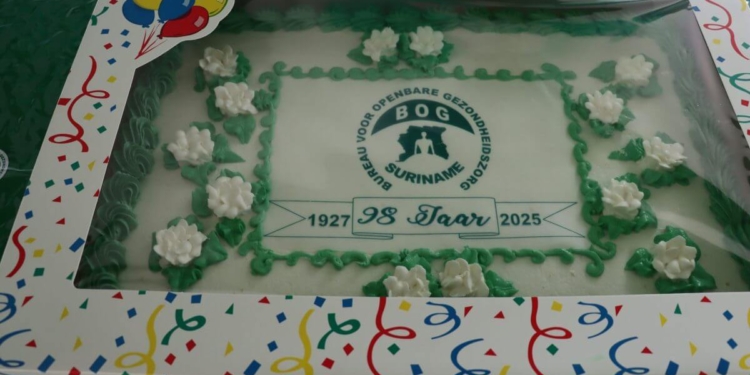 BUREAU VOOR OPENBARE GEZONDHEIDSZORG
BOG
SURINAME
1927 98 Jaar 2025